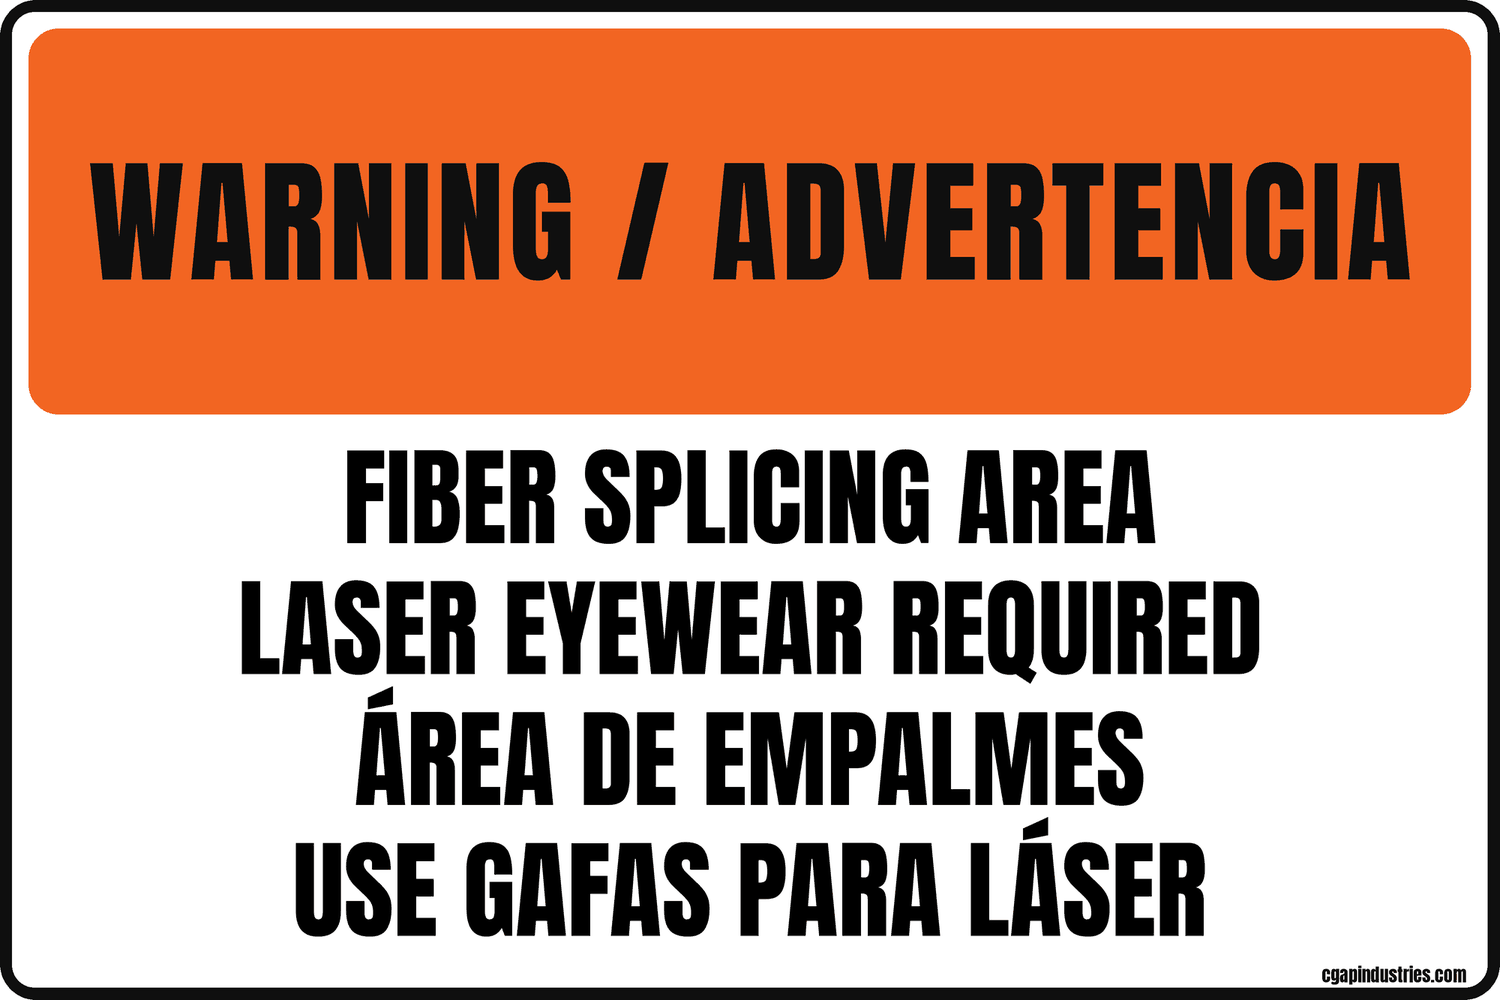 WARNING / ADVERTENCIA
FIBER SPLICING AREA
LASER EYEWEAR REQUIRED
ÁREA DE EMPALMES
USE GAFAS PARA LÁSER
cgapindustries.com